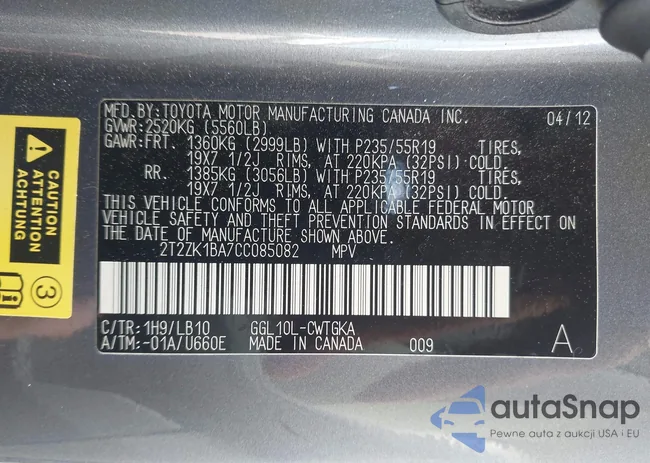 MFD.BY:TOYOTA MOTOR MANUFACTURING CANADA INC. 04/12
GVWR:2520KG (5560LB)
GAWR:FRT. 1360KG (2999LB) WITH P235/55R19 TIRES,
19X7 1/2J RIMS, AT 220KPA (32PSI) COLD
RR. 1385KG (3056LB) WITH P235/55R19 TIRES,
19X7 1/2J RIMS, AT 220KPA (32PSI) COLD.
THIS VEHICLE CONFORMS TO ALL APPLICABLE FEDERAL MOTOR
VEHICLE SAFETY AND THEFT PREVENTION STANDARDS IN EFFECT ON
THE DATE OF MANUFACTURE SHOWN ABOVE.
2T2ZK1BA7CC085082 MPV
C/TR:1H9/LB10 GGL10L-CWTGKA
A/TM:-01A/U660E MADE IN CANADA 009 A
CAUTION
ATTENTION
ACHTUNG
3
autaSnap
Pewne auta z aukcji USA i EU